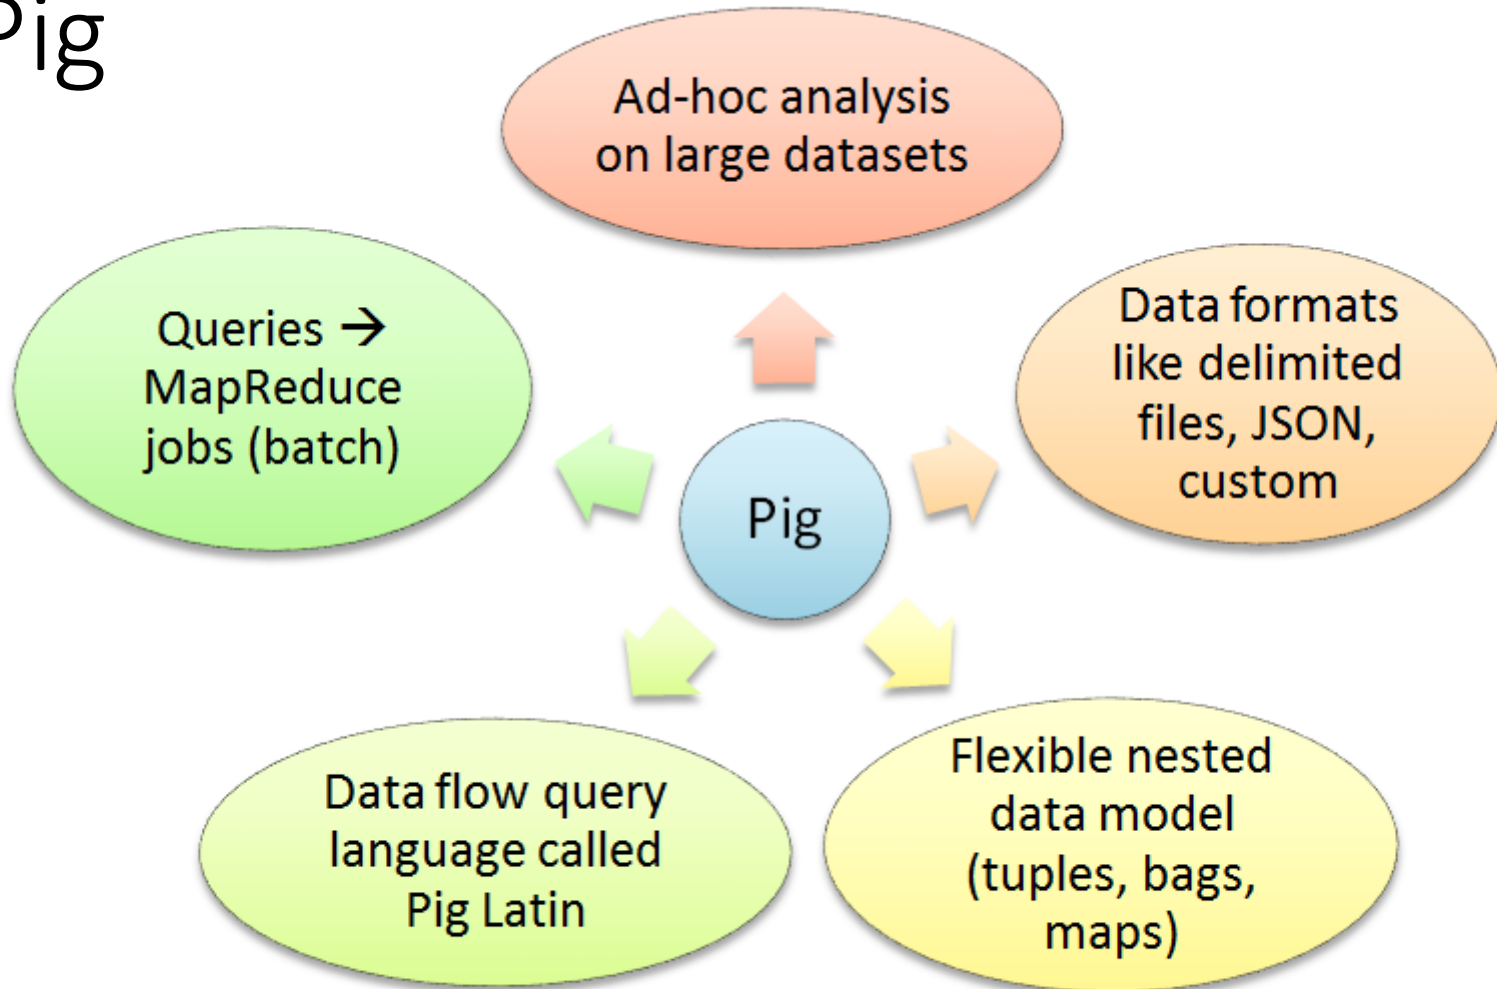 Pig
Ad-hoc analysis
on large datasets
Queries →
MapReduce
jobs (batch)
Data formats
like delimited
files, JSON,
custom
Pig
Data flow query
language called
Pig Latin
Flexible nested
data model
(tuples, bags,
maps)